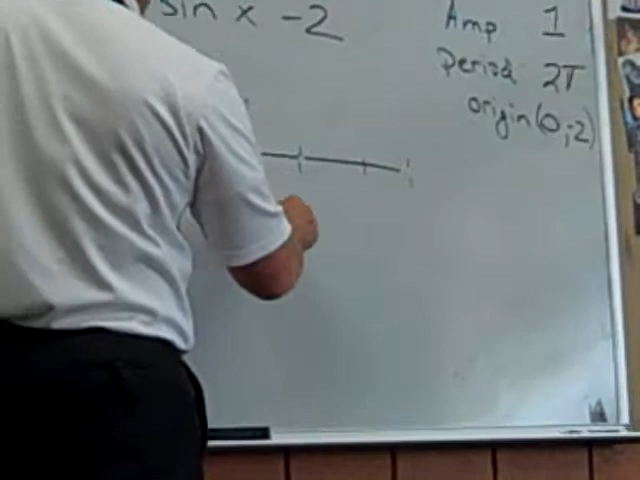 sin x -2
Amp 1
Period 2π
origin (0,-2)